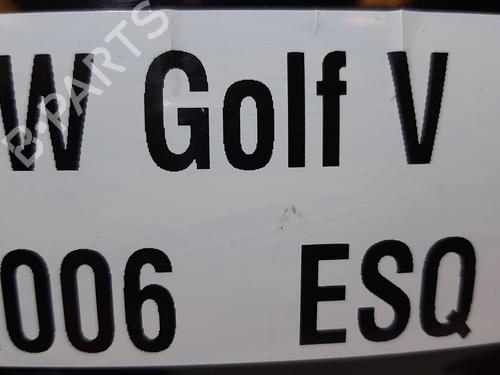 B-PARTS
W Golf V
006 ESQ